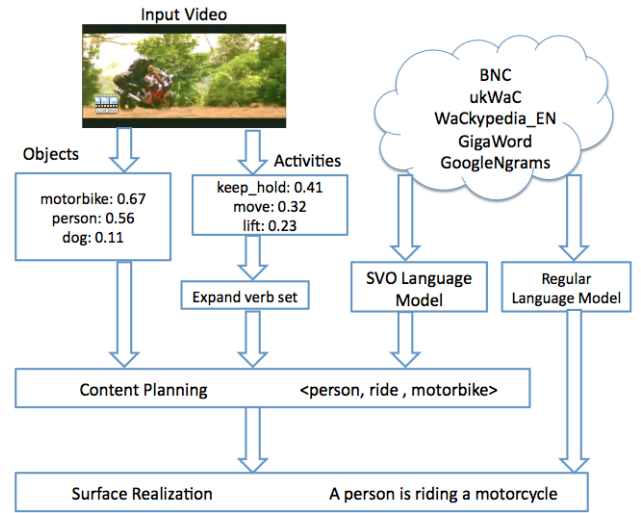 Input Video
BNC
ukWaC
WaCkypedia_EN
GigaWord
GoogleNgrams
Objects
Activities
motorbike: 0.67
person: 0.56
dog: 0.11
keep_hold: 0.41
move: 0.32
lift: 0.23
Expand verb set
SVO Language
Model
Regular
Language Model
Content Planning
<person, ride , motorbike>
Surface Realization
A person is riding a motorcycle